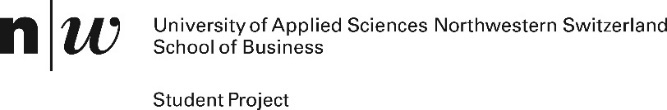 n|w University of Applied Sciences Northwestern Switzerland
School of Business
Student Project